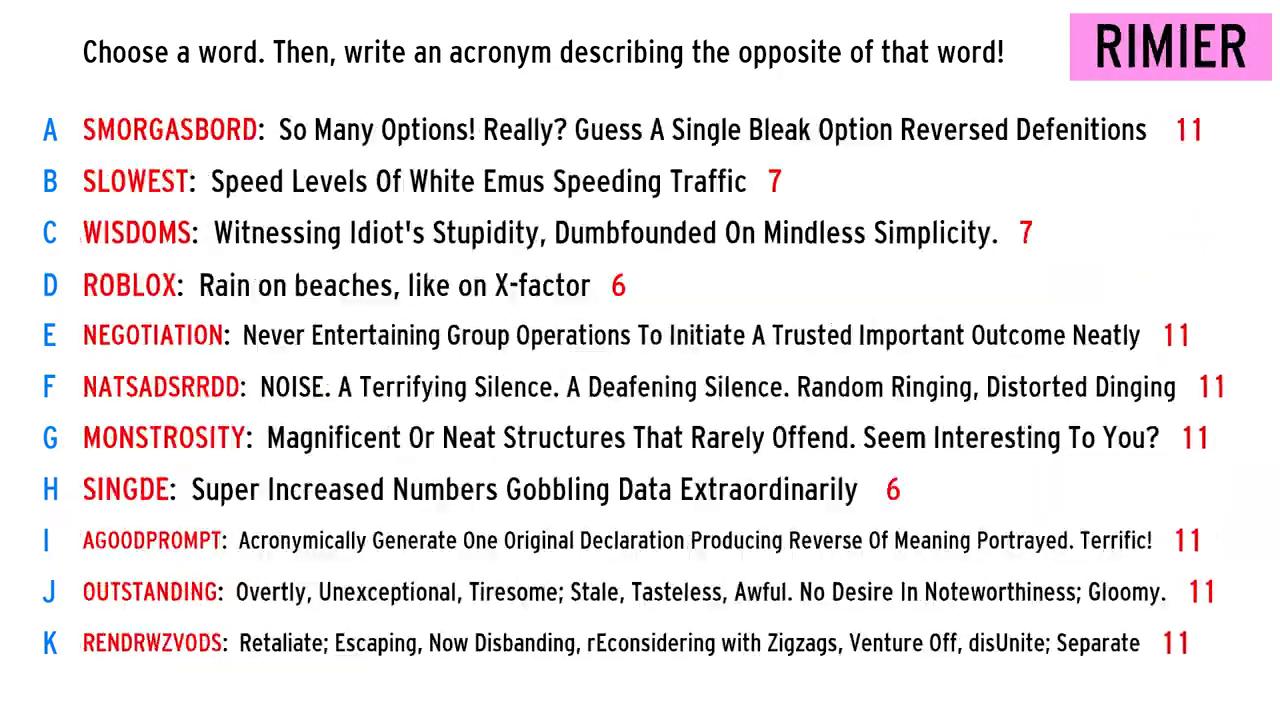 Choose a word. Then, write an acronym describing the opposite of that word!
RIMIER
A SMORGASBORD: So Many Options! Really? Guess A Single Bleak Option Reversed Defenitions 11
B SLOWEST: Speed Levels Of White Emus Speeding Traffic 7
C WISDOMS: Witnessing Idiot's Stupidity, Dumbfounded On Mindless Simplicity. 7
D ROBLOX: Rain on beaches, like on X-factor 6
E NEGOTIATION: Never Entertaining Group Operations To Initiate A Trusted Important Outcome Neatly 11
F NATSADSRRDD: NOISE. A Terrifying Silence. A Deafening Silence. Random Ringing, Distorted Dinging 11
G MONSTROSITY: Magnificent Or Neat Structures That Rarely Offend. Seem Interesting To You? 11
H SINGDE: Super Increased Numbers Gobbling Data Extraordinarily 6
I AGOODPROMPT: Acronymically Generate One Original Declaration Producing Reverse Of Meaning Portrayed. Terrific! 11
J OUTSTANDING: Overtly, Unexceptional, Tiresome; Stale, Tasteless, Awful. No Desire In Noteworthiness; Gloomy. 11
K RENDRWZVODS: Retaliate; Escaping, Now Disbanding, rEconsidering with Zigzags, Venture Off, disUnite; Separate 11